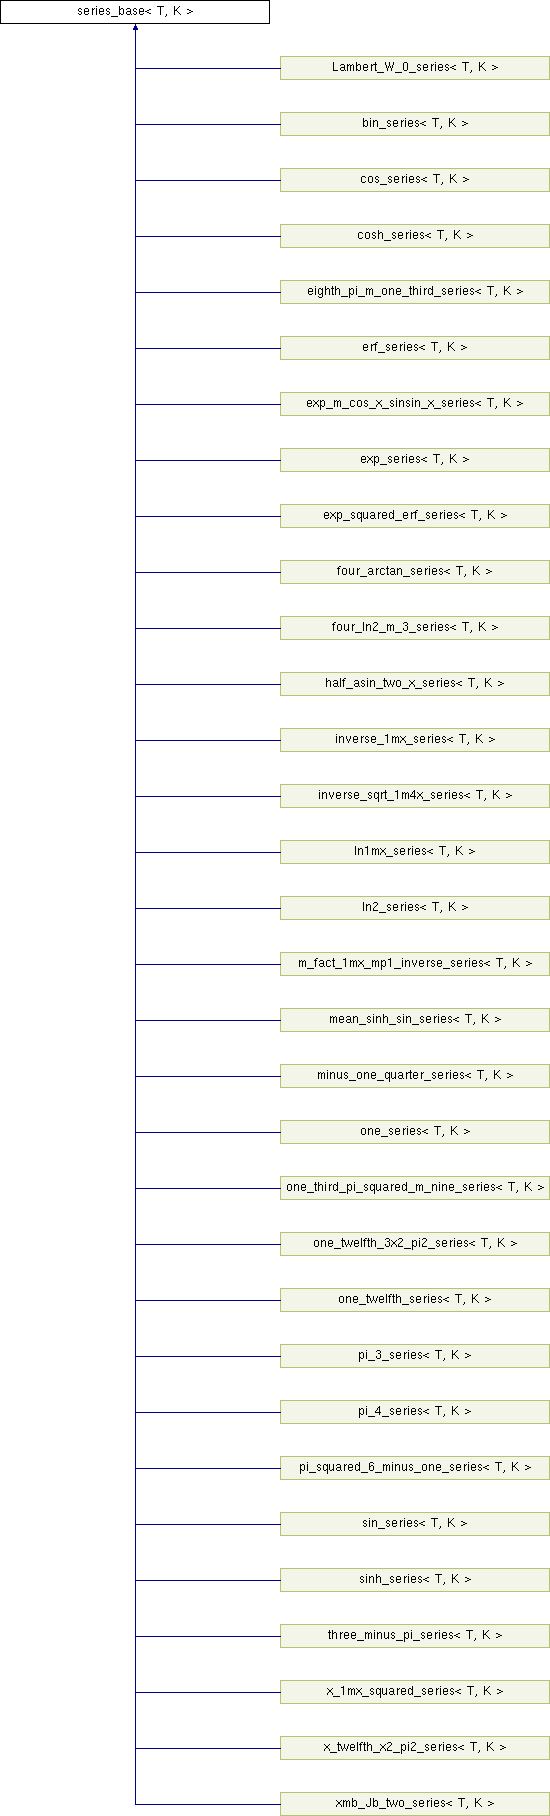 series_base< T, K >
Lambert_W_0_series< T, K >
bin_series< T, K >
cos_series< T, K >
cosh_series< T, K >
eighth_pi_m_one_third_series< T, K >
erf_series< T, K >
exp_m_cos_x_sinsin_x_series< T, K >
exp_series< T, K >
exp_squared_erf_series< T, K >
four_arctan_series< T, K >
four_ln2_m_3_series< T, K >
half_asin_two_x_series< T, K >
inverse_1mx_series< T, K >
inverse_sqrt_1m4x_series< T, K >
ln1mx_series< T, K >
ln2_series< T, K >
m_fact_1mx_mp1_inverse_series< T, K >
mean_sinh_sin_series< T, K >
minus_one_quarter_series< T, K >
one_series< T, K >
one_third_pi_squared_m_nine_series< T, K >
one_twelfth_3x2_pi2_series< T, K >
one_twelfth_series< T, K >
pi_3_series< T, K >
pi_4_series< T, K >
pi_squared_6_minus_one_series< T, K >
sin_series< T, K >
sinh_series< T, K >
three_minus_pi_series< T, K >
x_1mx_squared_series< T, K >
x_twelfth_x2_pi2_series< T, K >
xmb_Jb_two_series< T, K >